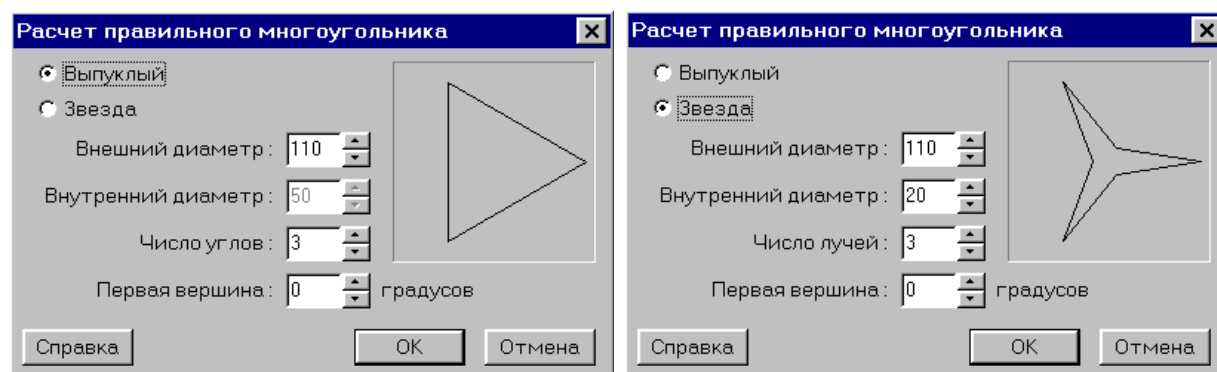 Расчет правильного многоугольника
Выпуклый
Звезда
Внешний диаметр: 110
Внутренний диаметр: 50
Число углов: 3
Первая вершина: 0 градусов
Справка OK Отмена
Расчет правильного многоугольника
Выпуклый
Звезда
Внешний диаметр: 110
Внутренний диаметр: 20
Число лучей: 3
Первая вершина: 0 градусов
Справка OK Отмена